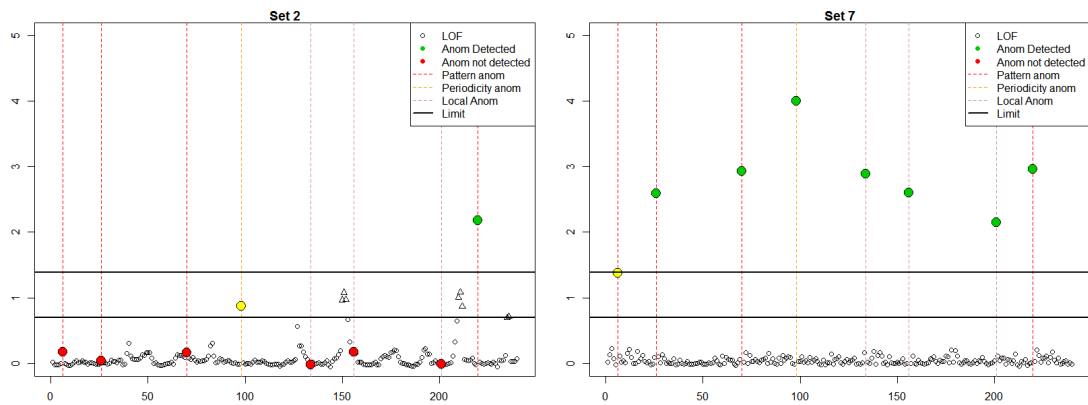 Set 2
5
4
3
2
1
0
0
50
100
150
200
LOF
Anom Detected
Anom not detected
Pattern anom
Periodicity anom
Local Anom
Limit
Set 7
5
4
3
2
1
0
0
50
100
150
200
LOF
Anom Detected
Anom not detected
Pattern anom
Periodicity anom
Local Anom
Limit